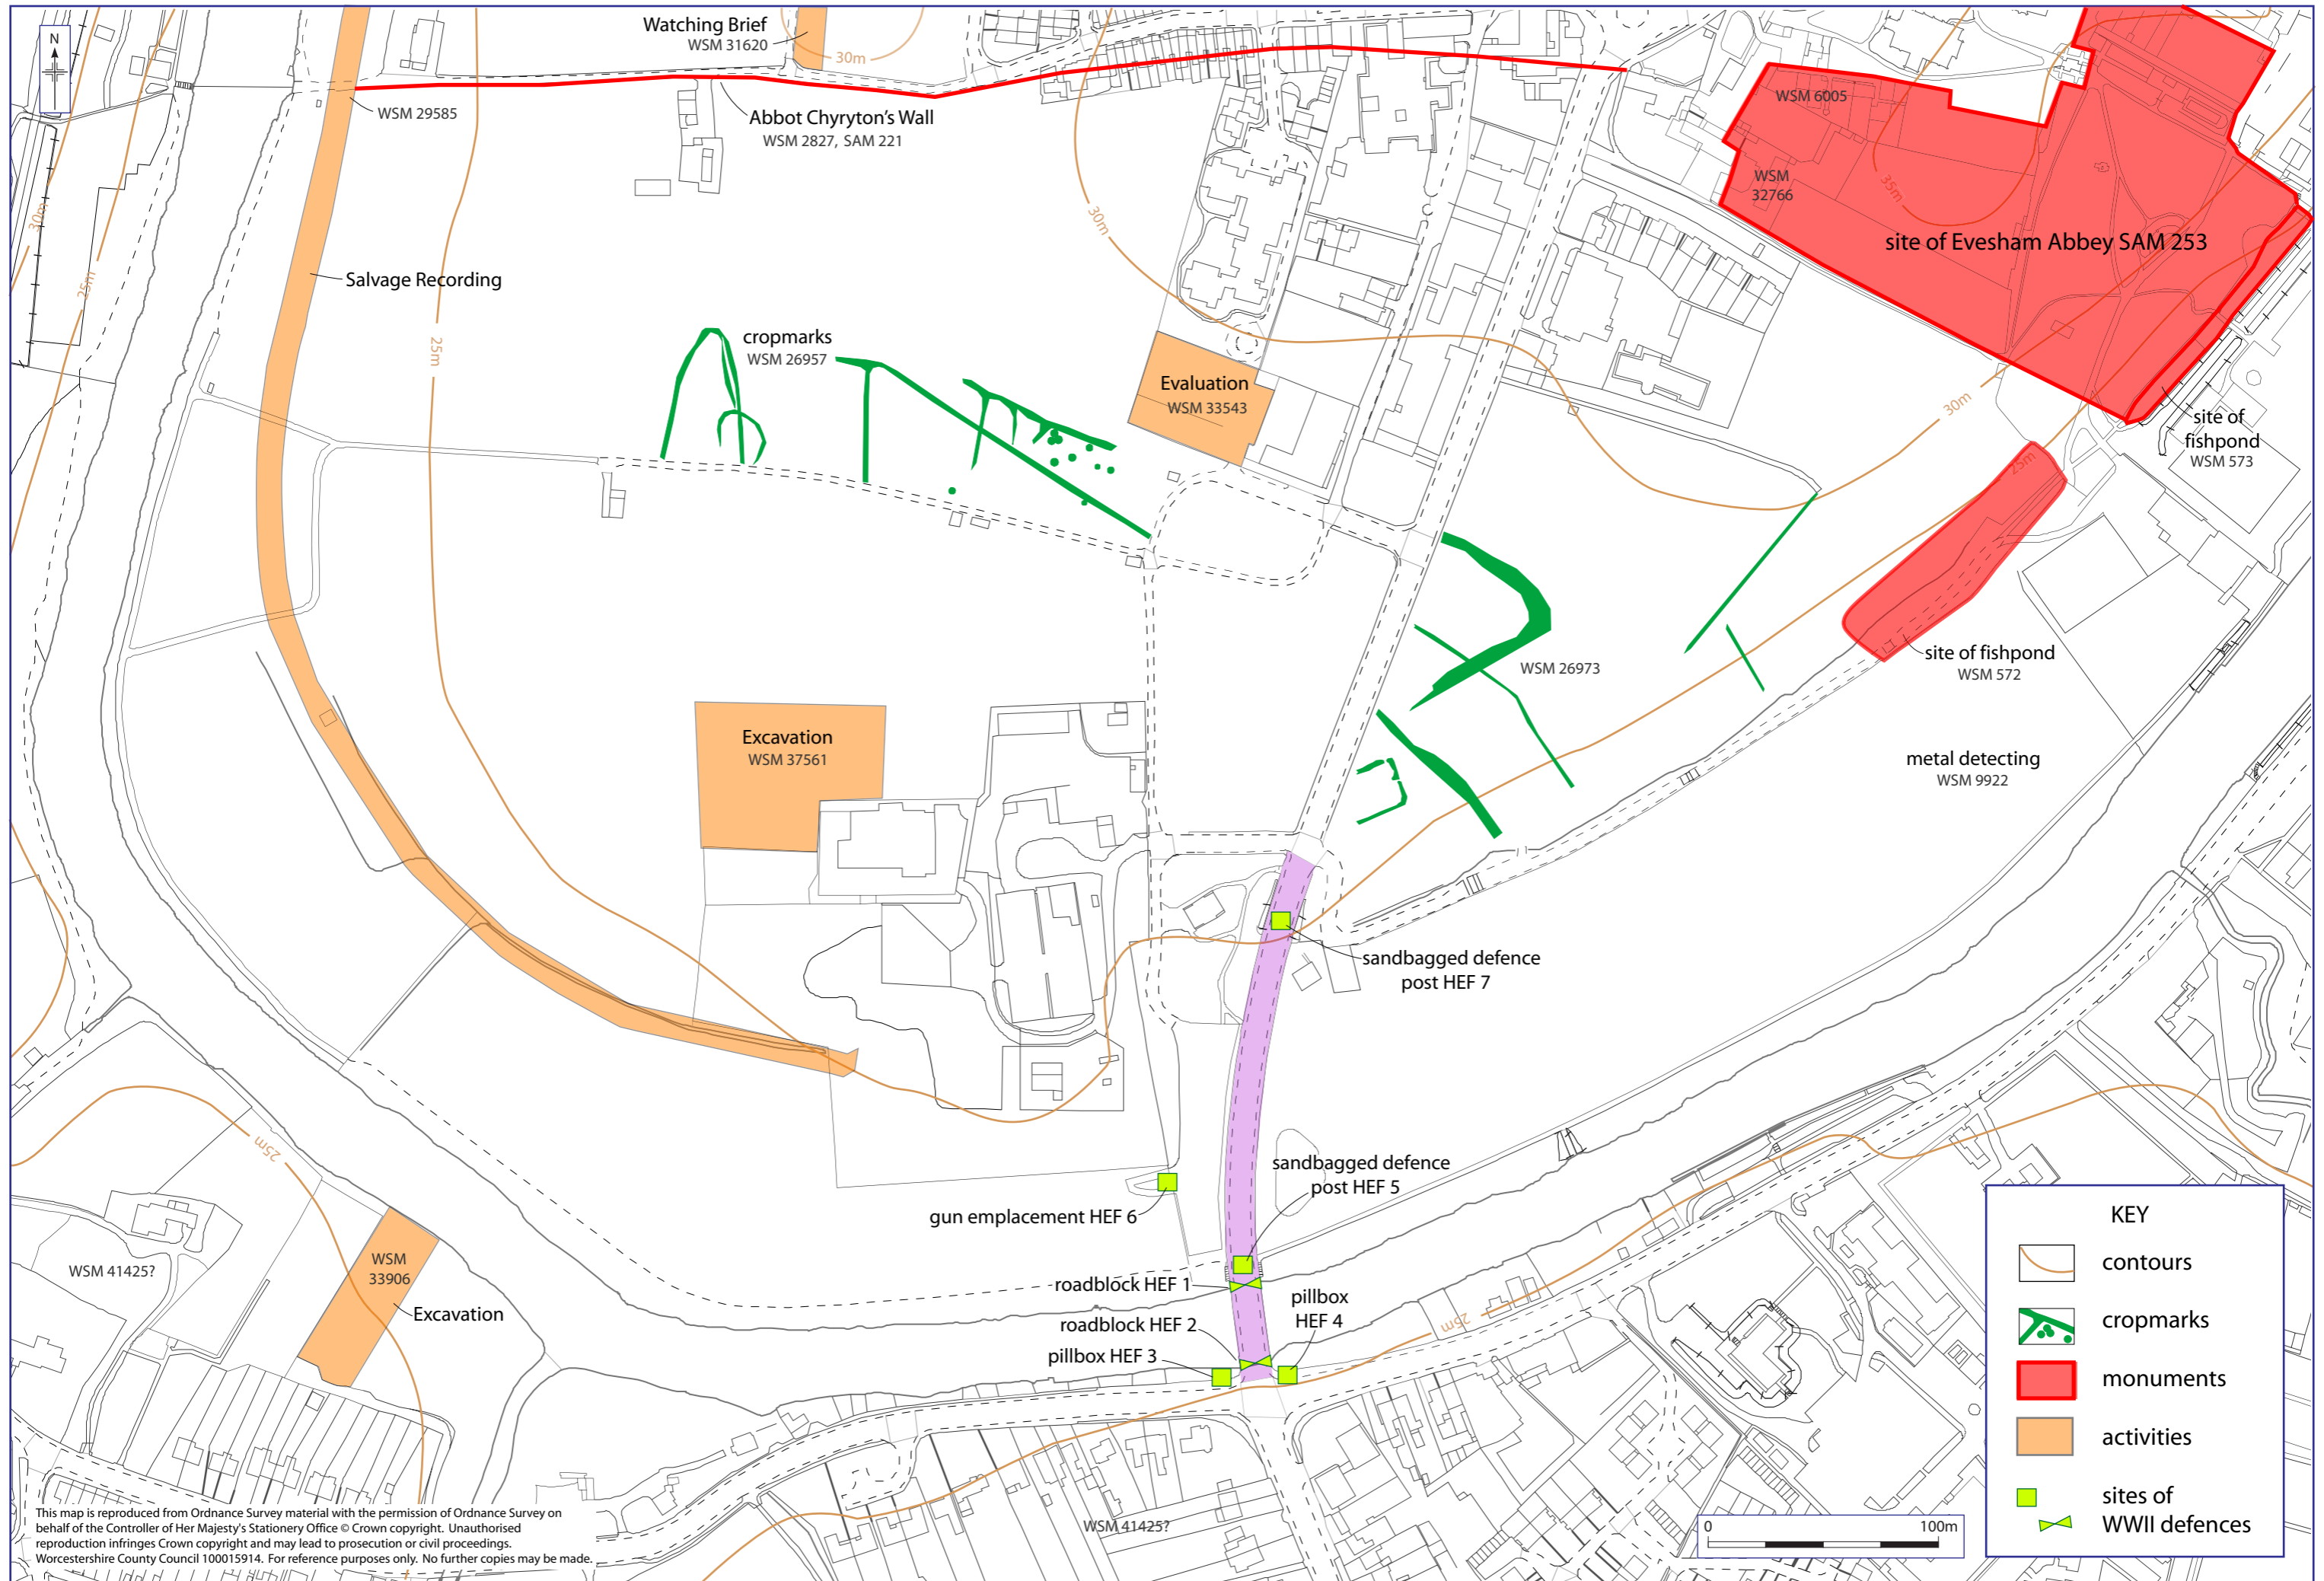 N
Watching Brief
WSM 31620
30m
WSM 29585
Abbot Chyryton's Wall
WSM 2827, SAM 221
WSM 6005
WSM
32766
35m
site of Evesham Abbey SAM 253
30m
25m
30m
Salvage Recording
25m
cropmarks
WSM 26957
Evaluation
WSM 33543
30m
site of
fishpond
WSM 573
25m
site of fishpond
WSM 572
WSM 26973
Excavation
WSM 37561
metal detecting
WSM 9922
sandbagged defence
post HEF 7
25m
sandbagged defence
post HEF 5
gun emplacement HEF 6
WSM 41425?
WSM
33906
Excavation
roadblock HEF 1
pillbox
HEF 4
roadblock HEF 2
pillbox HEF 3
25m
WSM 41425?
KEY
contours
cropmarks
monuments
activities
sites of
WWII defences
0 100m
This map is reproduced from Ordnance Survey material with the permission of Ordnance Survey on
behalf of the Controller of Her Majesty's Stationery Office © Crown copyright. Unauthorised
reproduction infringes Crown copyright and may lead to prosecution or civil proceedings.
Worcestershire County Council 100015914. For reference purposes only. No further copies may be made.